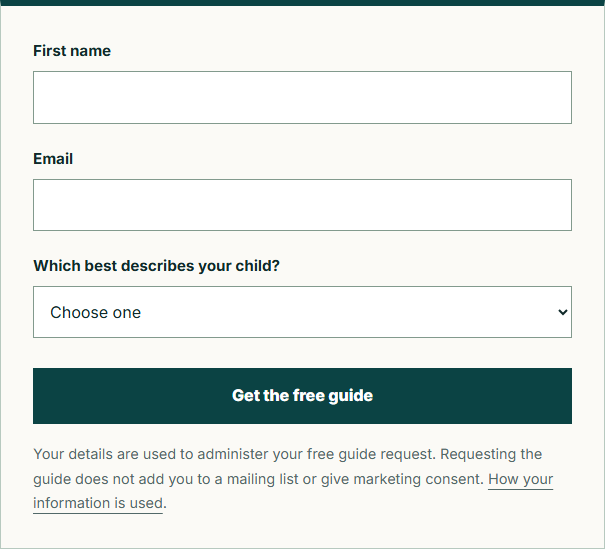 First name
Email
Which best describes your child?
Choose one
Get the free guide
Your details are used to administer your free guide request. Requesting the
guide does not add you to a mailing list or give marketing consent. How your
information is used.